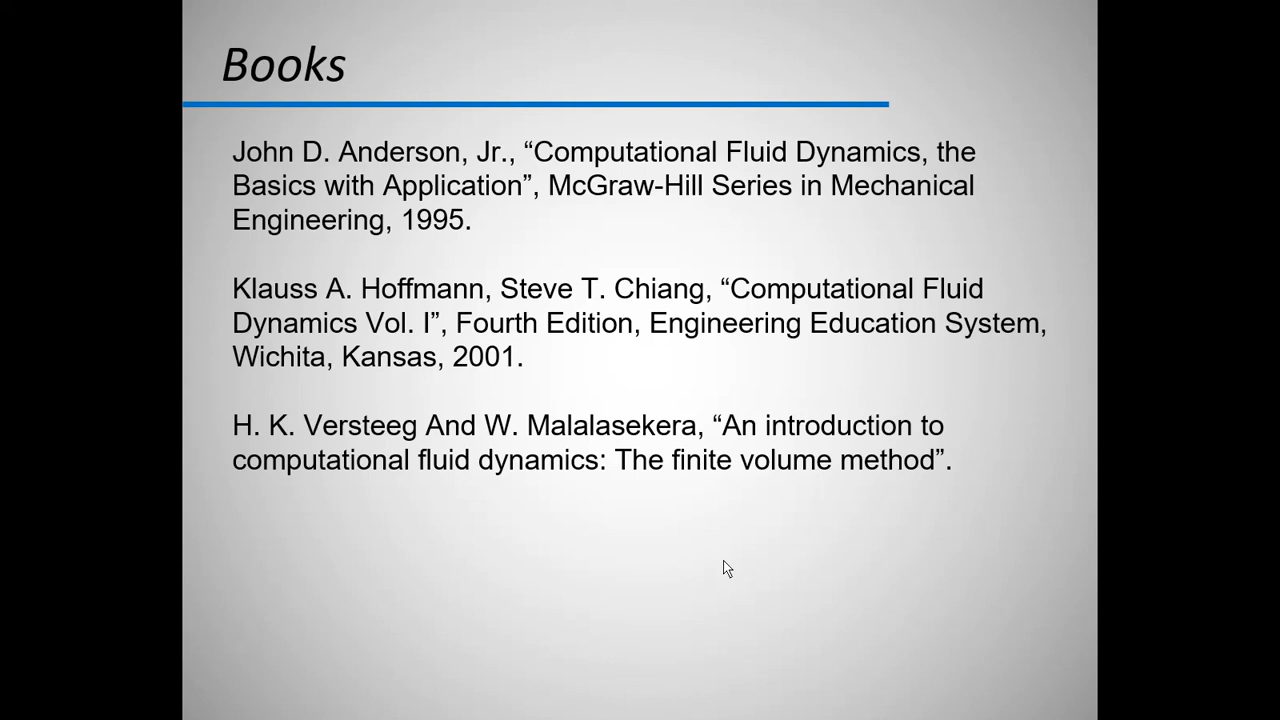 Books
John D. Anderson, Jr., “Computational Fluid Dynamics, the
Basics with Application”, McGraw-Hill Series in Mechanical
Engineering, 1995.
Klauss A. Hoffmann, Steve T. Chiang, “Computational Fluid
Dynamics Vol. I”, Fourth Edition, Engineering Education System,
Wichita, Kansas, 2001.
H. K. Versteeg And W. Malalasekera, “An introduction to
computational fluid dynamics: The finite volume method”.